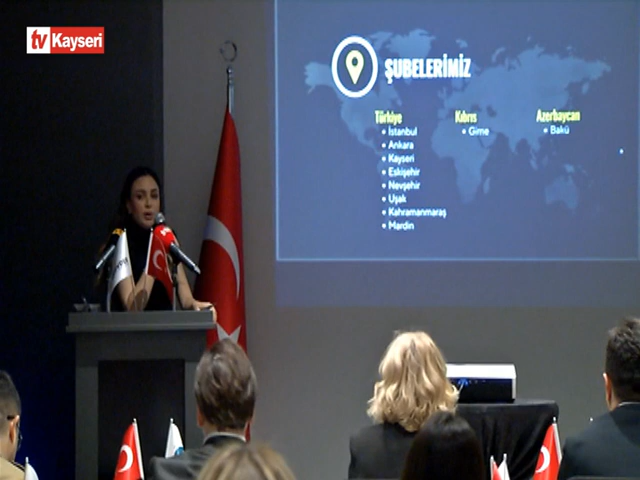 tv Kayseri
ŞUBELERİMİZ
Türkiye
İstanbul
Ankara
Kayseri
Eskişehir
Nevşehir
Uşak
Kahramanmaraş
Mardin
Kıbrıs
Girne
Azerbaycan
Bakü